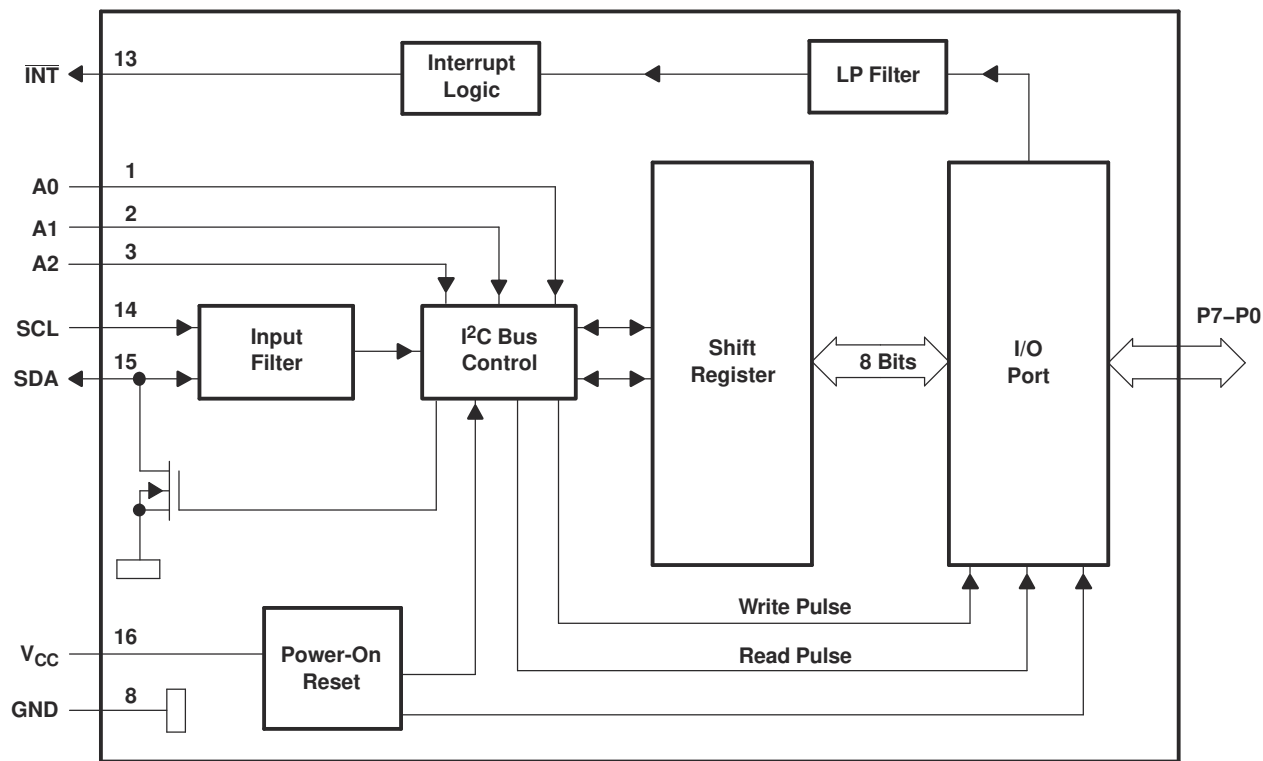 INT
13
Interrupt
Logic
LP Filter
A0
1
A1
2
A2
3
SCL
14
SDA
15
Input
Filter
I²C Bus
Control
Shift
Register
8 Bits
I/O
Port
P7–P0
Write Pulse
Read Pulse
VCC
16
GND
8
Power-On
Reset